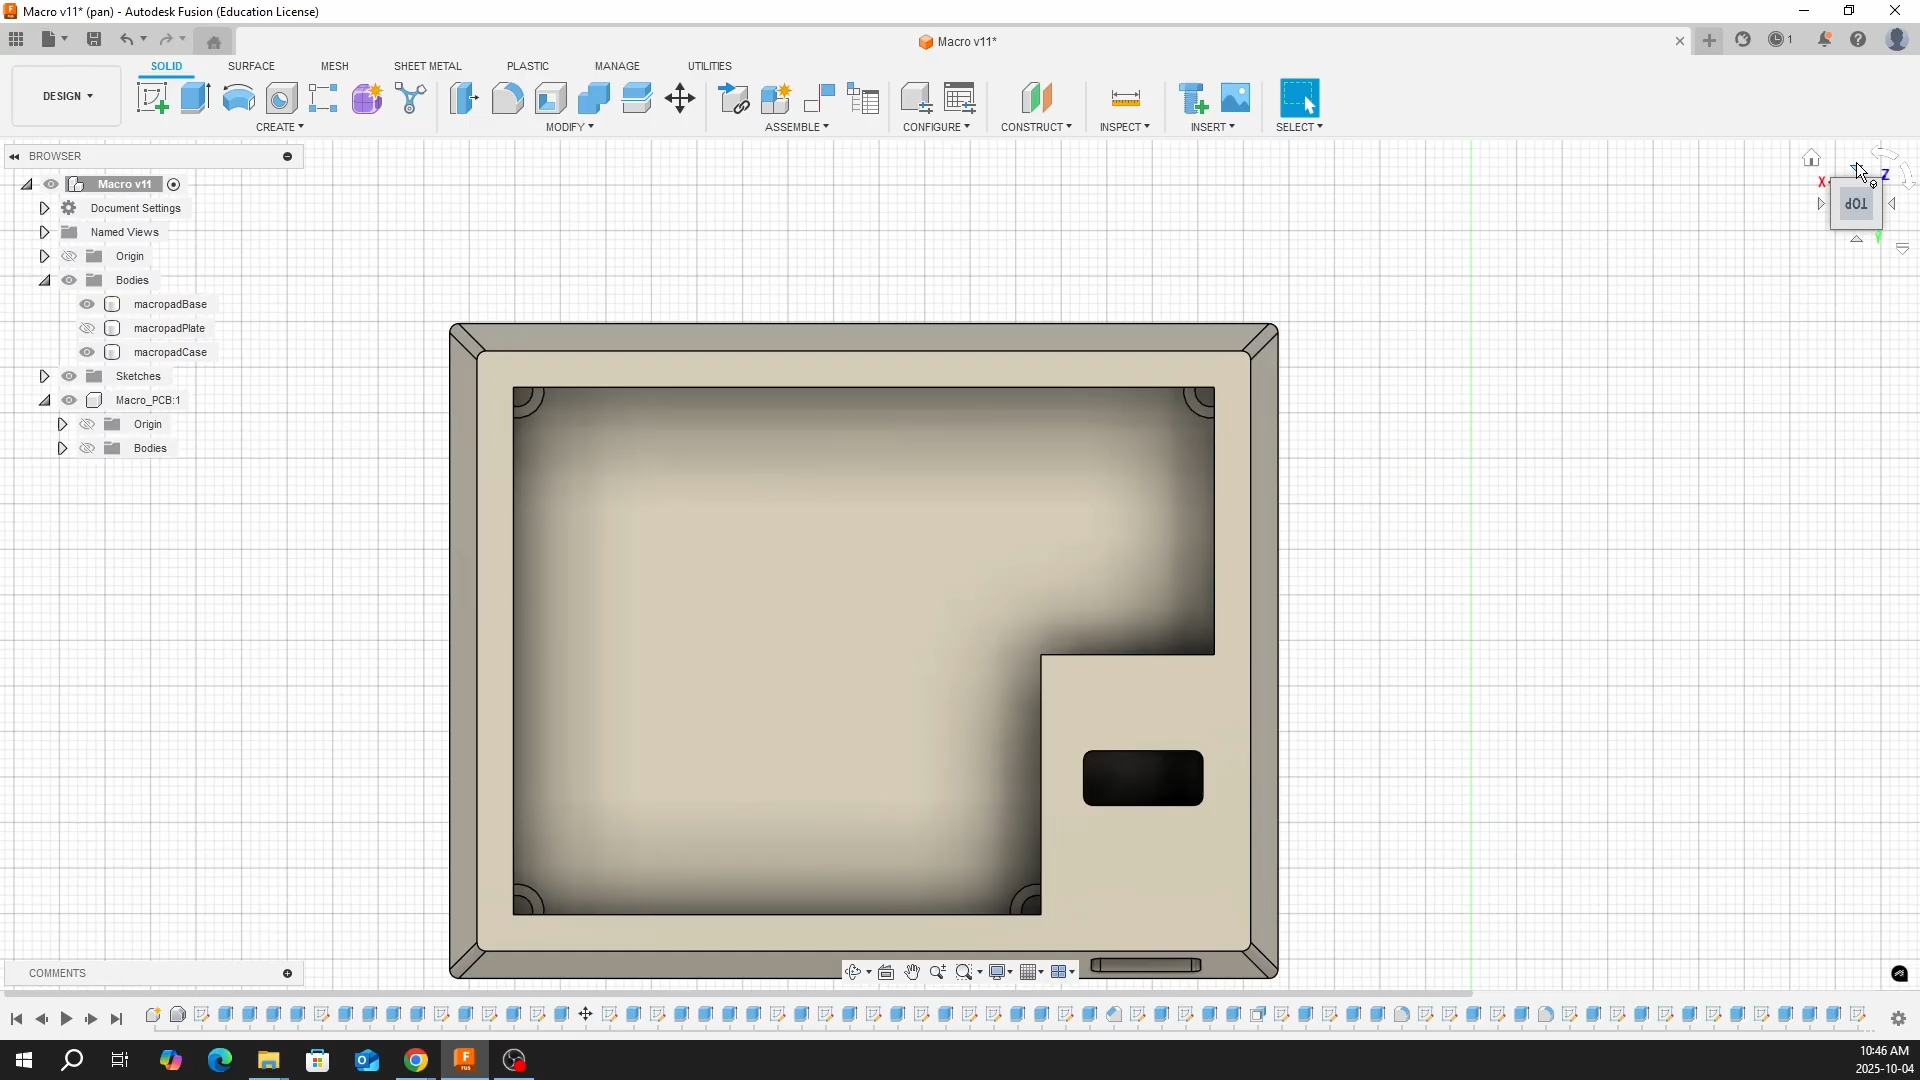 Macro v11* (pan) - Autodesk Fusion (Education License)
Macro v11*
1
DESIGN
SOLID
SURFACE
MESH
SHEET METAL
PLASTIC
MANAGE
UTILITIES
CREATE
MODIFY
ASSEMBLE
CONFIGURE
CONSTRUCT
INSPECT
INSERT
SELECT
BROWSER
Macro v11
Document Settings
Named Views
Origin
Bodies
macropadBase
macropadPlate
macropadCase
Sketches
Macro_PCB:1
Origin
Bodies
X
Z
TOP
Y
COMMENTS
F
FUS
10:46 AM
2025-10-04